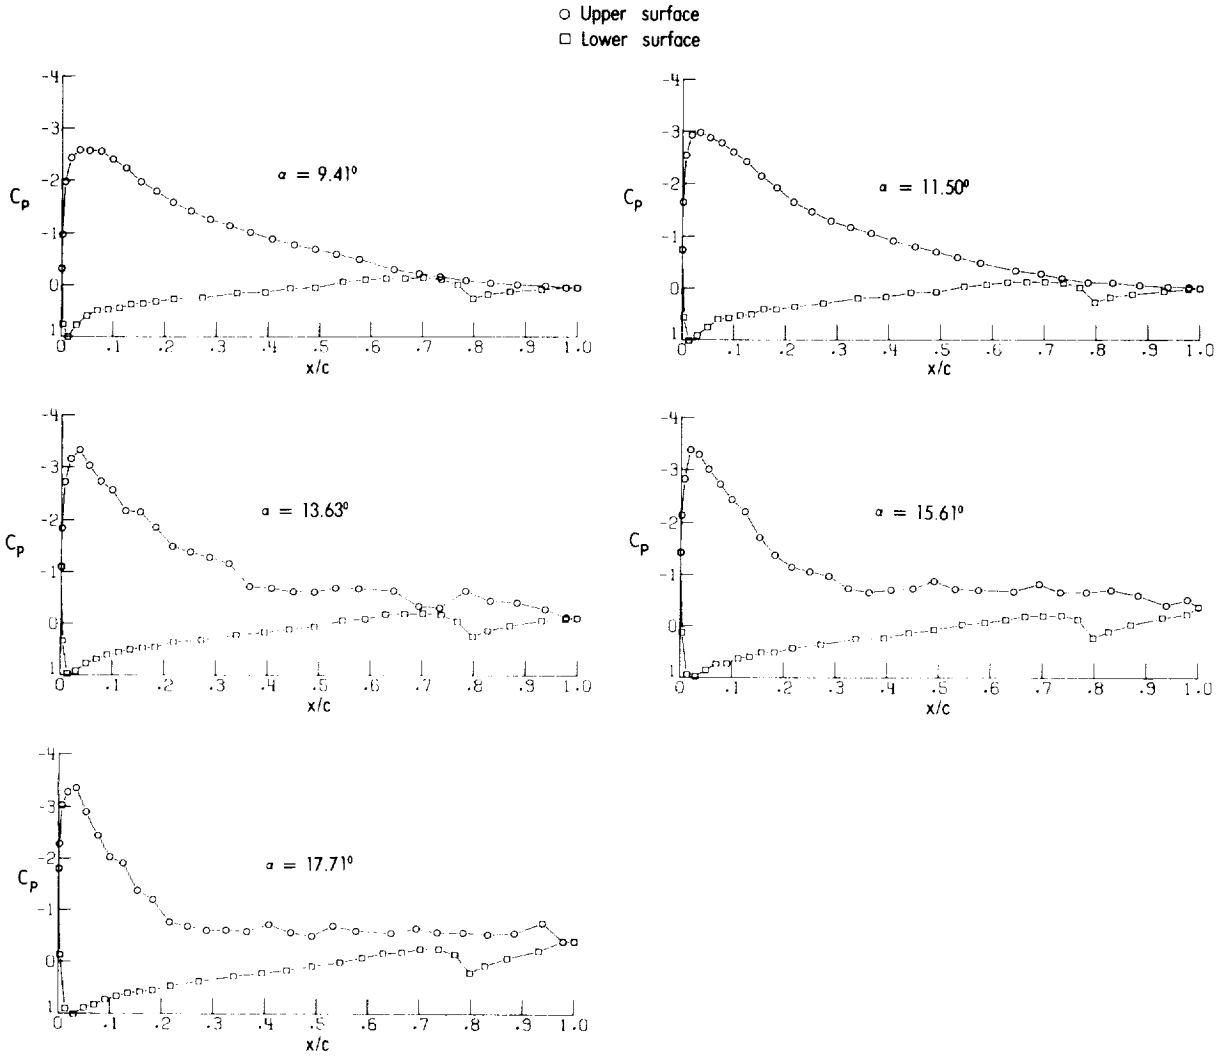 ○ Upper surface
□ Lower surface
-4
-3
-2
-1
0
1
Cp
α = 9.41°
0 .1 .2 .3 .4 .5 .6 .7 .8 .9 1.0
x/c
-4
-3
-2
-1
0
1
Cp
α = 11.50°
0 .1 .2 .3 .4 .5 .6 .7 .8 .9 1.0
x/c
-4
-3
-2
-1
0
Cp
α = 13.63°
0 .1 .2 .3 .4 .5 .6 .7 .8 .9 1.0
x/c
-4
-3
-2
-1
0
1
Cp
α = 15.61°
0 .1 .2 .3 .4 .5 .6 .7 .8 .9 1.0
x/c
-4
-3
-2
-1
0
1
Cp
α = 17.71°
0 .1 .2 .3 .4 .5 .6 .7 .8 .9 1.0
x/c